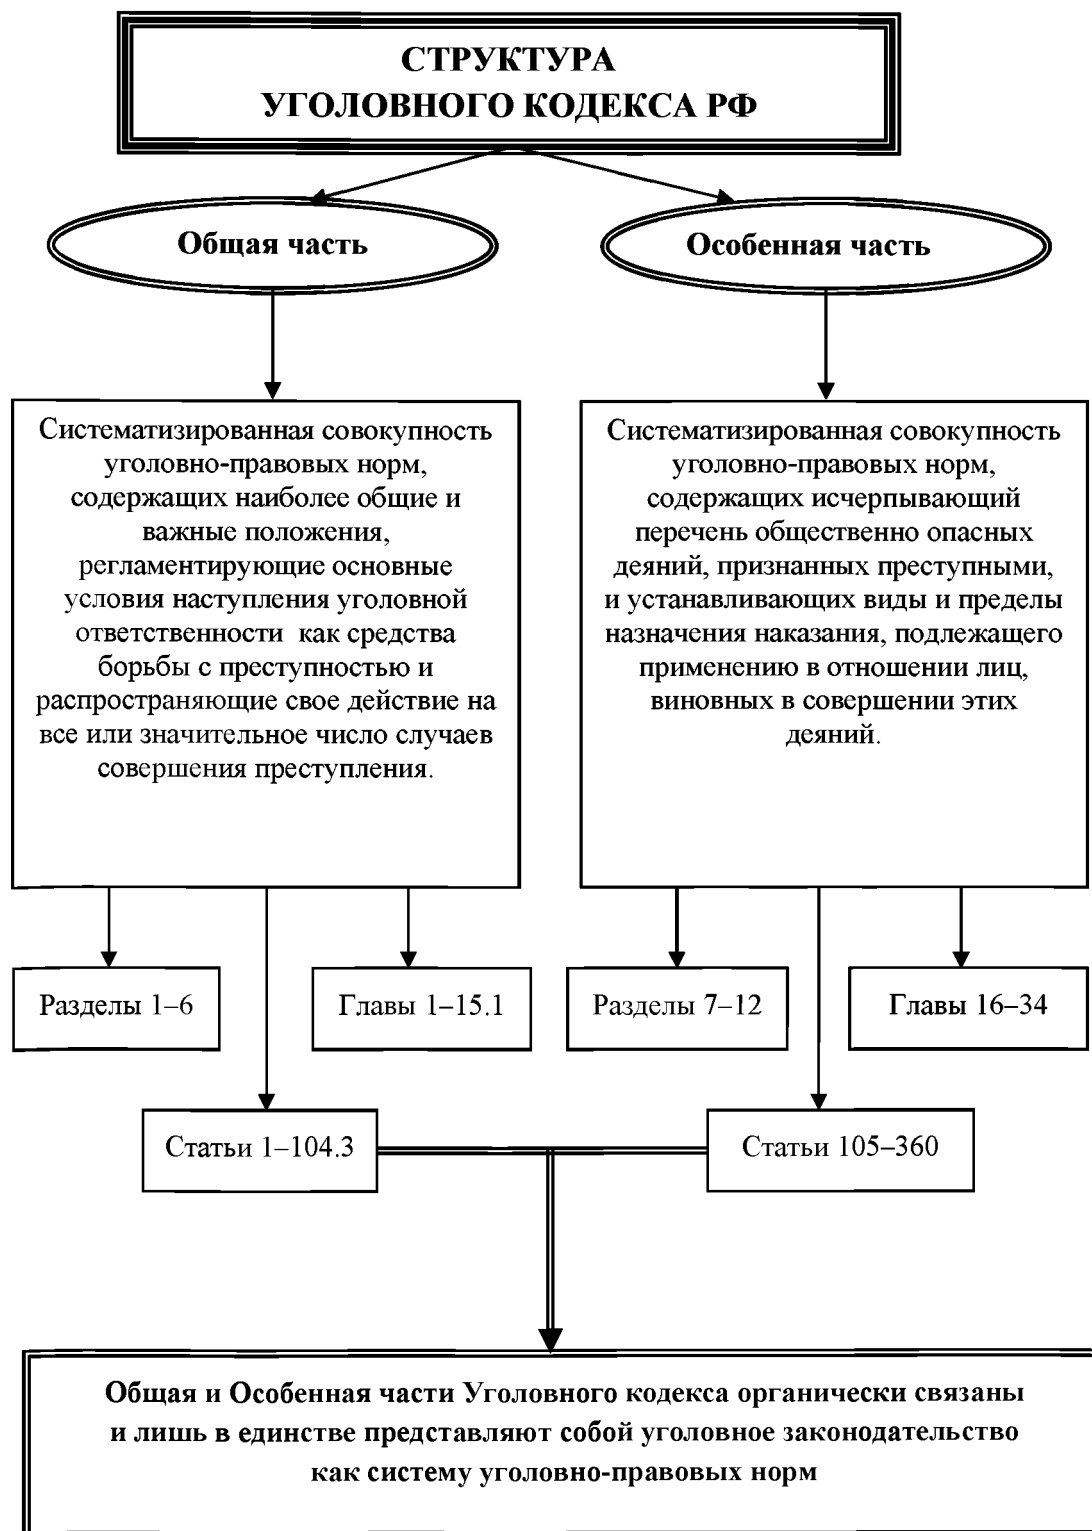 СТРУКТУРА
УГОЛОВНОГО КОДЕКСА РФ
Общая часть
Особенная часть
Систематизированная совокупность
уголовно-правовых норм,
содержащих наиболее общие и
важные положения,
регламентирующие основные
условия наступления уголовной
ответственности как средства
борьбы с преступностью и
распространяющие свое действие на
все или значительное число случаев
совершения преступления.
Систематизированная совокупность
уголовно-правовых норм,
содержащих исчерпывающий
перечень общественно опасных
деяний, признанных преступными,
и устанавливающих виды и пределы
назначения наказания, подлежащего
применению в отношении лиц,
виновных в совершении этих
деяний.
Разделы 1–6
Главы 1–15.1
Разделы 7–12
Главы 16–34
Статьи 1–104.3
Статьи 105–360
Общая и Особенная части Уголовного кодекса органически связаны
и лишь в единстве представляют собой уголовное законодательство
как систему уголовно-правовых норм